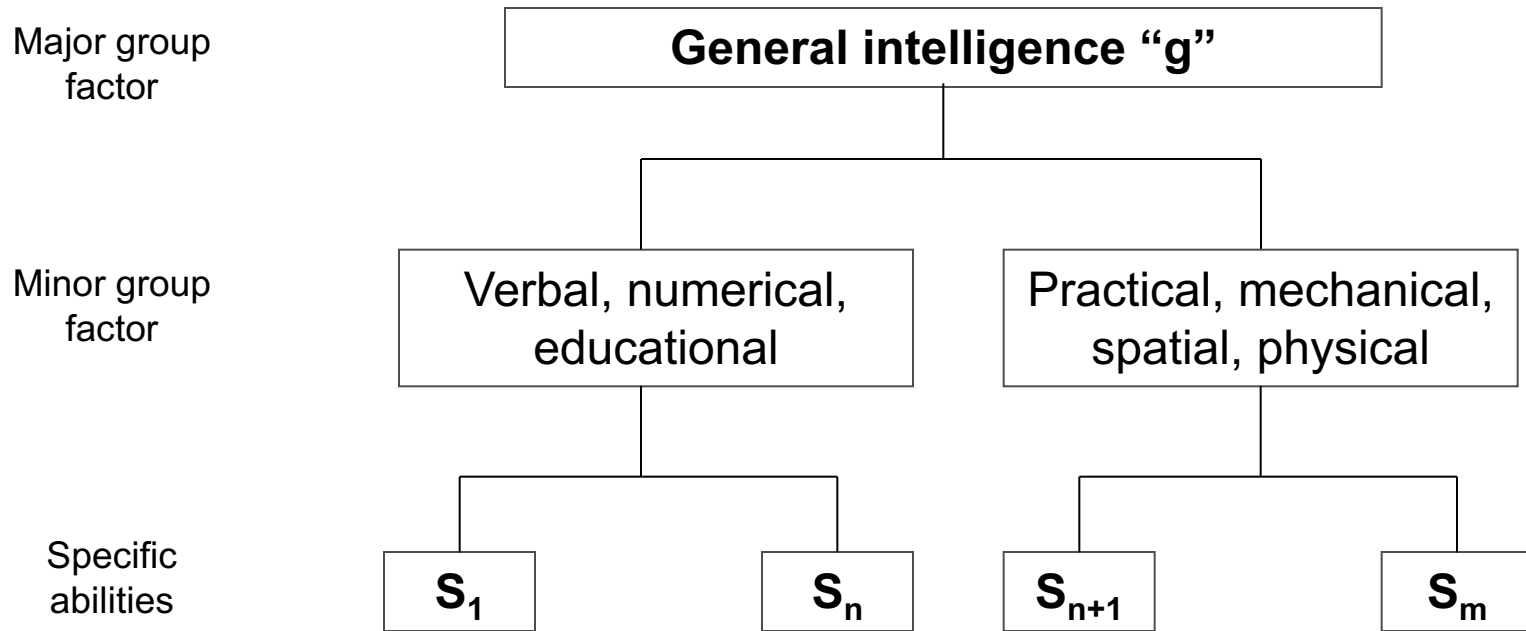 Major group
factor
General intelligence “g”
Minor group
factor
Verbal, numerical,
educational
Practical, mechanical,
spatial, physical
Specific
abilities
S1
Sn
Sn+1
Sm